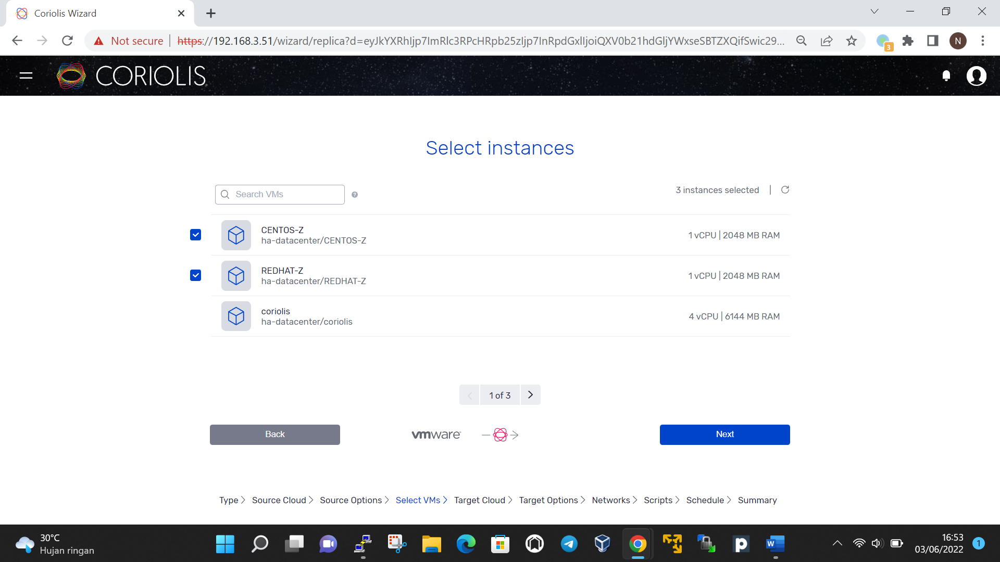 Coriolis Wizard
Not secure | https://192.168.3.51/wizard/replica?d=eyJkYXRhIjp7ImRlc3RPcHRpb25zIjp7InRpdGxlIjoiQXV0b21hdGljYWxseSBTZXQifSwic29...
3
N
CORIOLIS
Select instances
Search VMs
?
3 instances selected |
CENTOS-Z
ha-datacenter/CENTOS-Z
1 vCPU | 2048 MB RAM
REDHAT-Z
ha-datacenter/REDHAT-Z
1 vCPU | 2048 MB RAM
coriolis
ha-datacenter/coriolis
4 vCPU | 6144 MB RAM
1 of 3
Back
vmware
Next
Type
Source Cloud
Source Options
Select VMs
Target Cloud
Target Options
Networks
Scripts
Schedule
Summary
30°C
Hujan ringan
16:53
03/06/2022
1